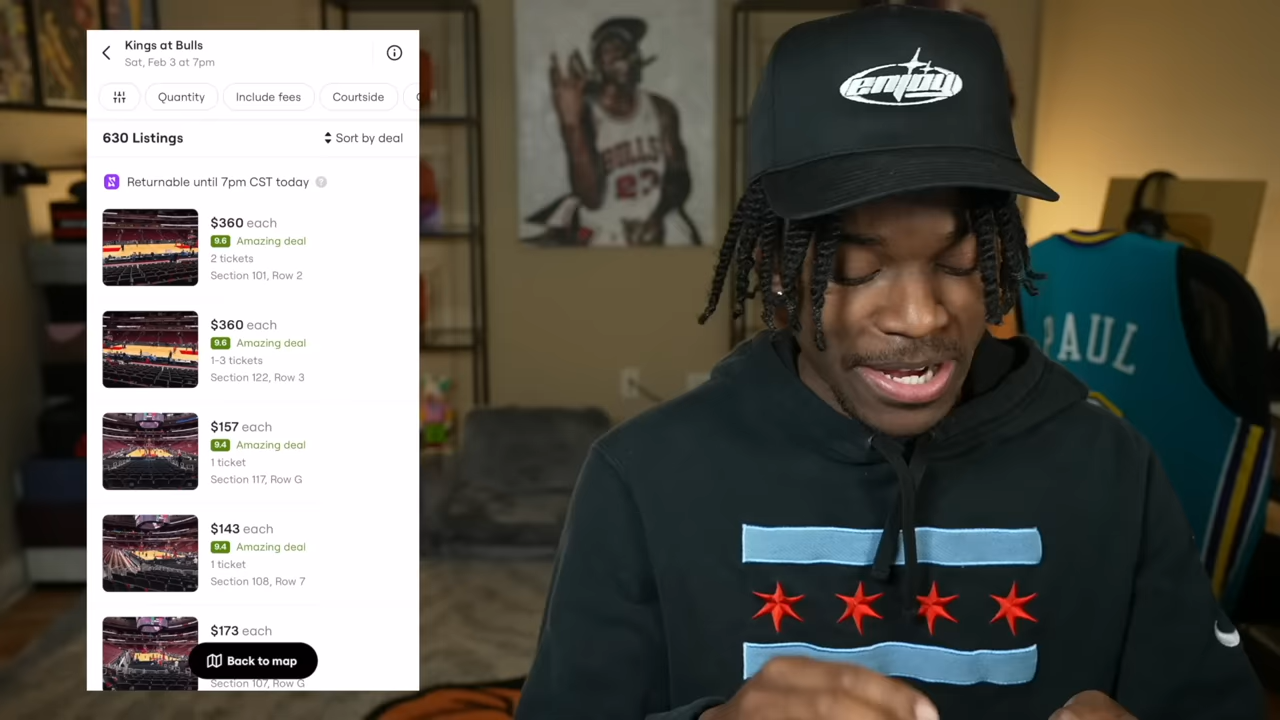 Kings at Bulls
Sat, Feb 3 at 7pm
Quantity
Include fees
Courtside
630 Listings
Sort by deal
Returnable until 7pm CST today ?
$360 each
9.6 Amazing deal
2 tickets
Section 101, Row 2
$360 each
9.6 Amazing deal
1-3 tickets
Section 122, Row 3
$157 each
9.4 Amazing deal
1 ticket
Section 117, Row G
$143 each
9.4 Amazing deal
1 ticket
Section 108, Row 7
$173 each
Back to map
Section 107, Row G
BULLS
23
enjoy
PAUL